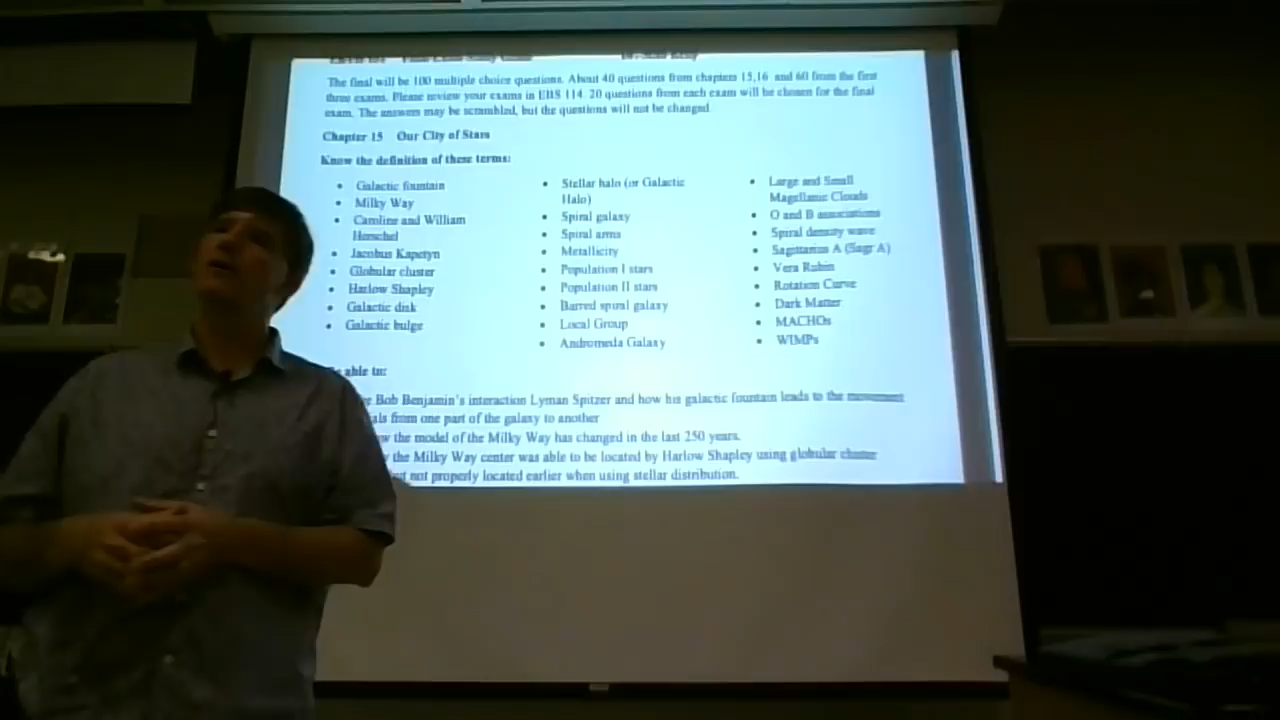 The final will be 100 multiple choice questions. About 40 questions from chapters 15,16 and 60 from the first
three exams. Please review your exams in EBS 114. 20 questions from each exam will be chosen for the final
exam. The answers may be scrambled, but the questions will not be changed.
Chapter 15 Our City of Stars
Know the definition of these terms:
• Galactic fountain
• Milky Way
• Caroline and William
Herschel
• Jacobus Kapetyn
• Globular cluster
• Harlow Shapley
• Galactic disk
• Galactic bulge
• Stellar halo (or Galactic
Halo)
• Spiral galaxy
• Spiral arms
• Metallicity
• Population I stars
• Population II stars
• Barred spiral galaxy
• Local Group
• Andromeda Galaxy
• Large and Small
Magellanic Clouds
• O and B associations
• Spiral density wave
• Sagittarius A (Sagr A)
• Vera Rubin
• Rotation Curve
• Dark Matter
• MACHOs
• WIMPs
able to:
Bob Benjamin's interaction Lyman Spitzer and how his galactic fountain leads to the movement
from one part of the galaxy to another
the model of the Milky Way has changed in the last 250 years.
the Milky Way center was able to be located by Harlow Shapley using globular cluster
not properly located earlier when using stellar distribution.